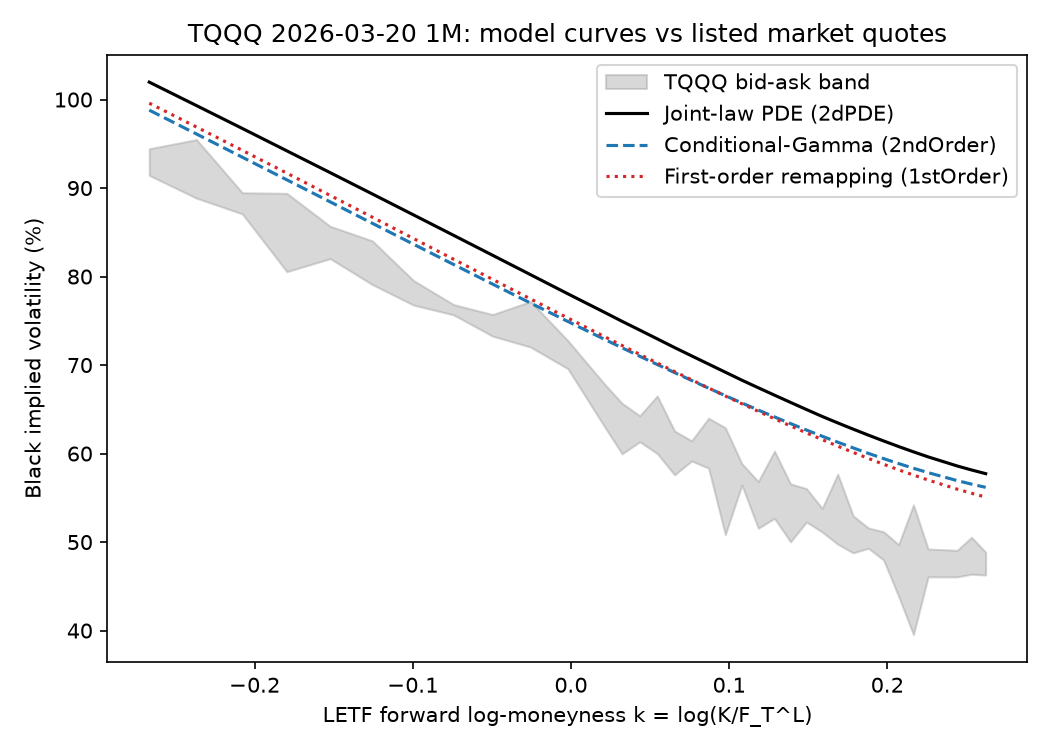 TQQQ 2026-03-20 1M: model curves vs listed market quotes
TQQQ bid-ask band
Joint-law PDE (2dPDE)
Conditional-Gamma (2ndOrder)
First-order remapping (1stOrder)
Black implied volatility (%)
100
90
80
70
60
50
40
−0.2
−0.1
0.0
0.1
0.2
LETF forward log-moneyness k = log(K/F_T^L)